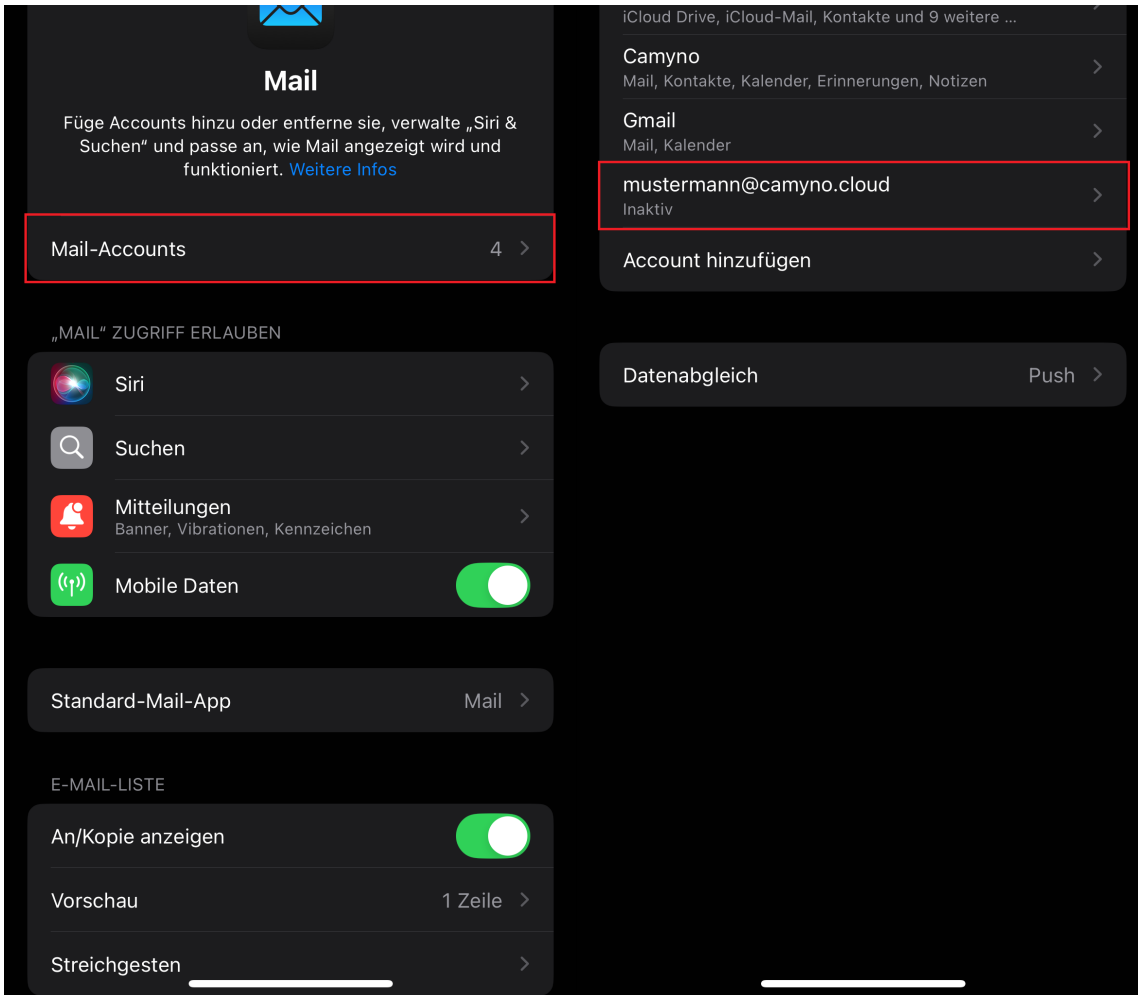 Mail
Füge Accounts hinzu oder entferne sie, verwalte „Siri &
Suchen“ und passe an, wie Mail angezeigt wird und
funktioniert. Weitere Infos
Mail-Accounts 4
„MAIL“ ZUGRIFF ERLAUBEN
Siri
Suchen
Mitteilungen
Banner, Vibrationen, Kennzeichen
Mobile Daten
Standard-Mail-App Mail
E-MAIL-LISTE
An/Kopie anzeigen
Vorschau 1 Zeile
Streichgesten
iCloud Drive, iCloud-Mail, Kontakte und 9 weitere ...
Camyno
Mail, Kontakte, Kalender, Erinnerungen, Notizen
Gmail
Mail, Kalender
mustermann@camyno.cloud
Inaktiv
Account hinzufügen
Datenabgleich Push